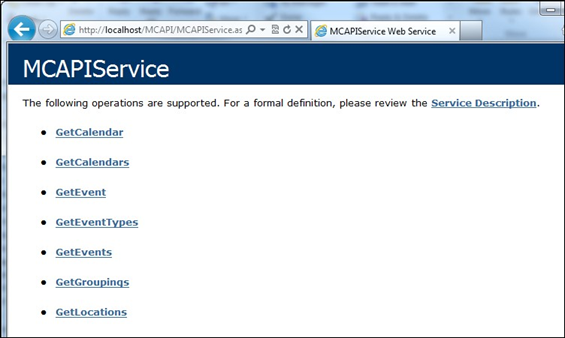 http://localhost/MCAPI/MCAPIService.as
MCAPIService Web Service
MCAPIService
The following operations are supported. For a formal definition, please review the Service Description.
GetCalendar
GetCalendars
GetEvent
GetEventTypes
GetEvents
GetGroupings
GetLocations